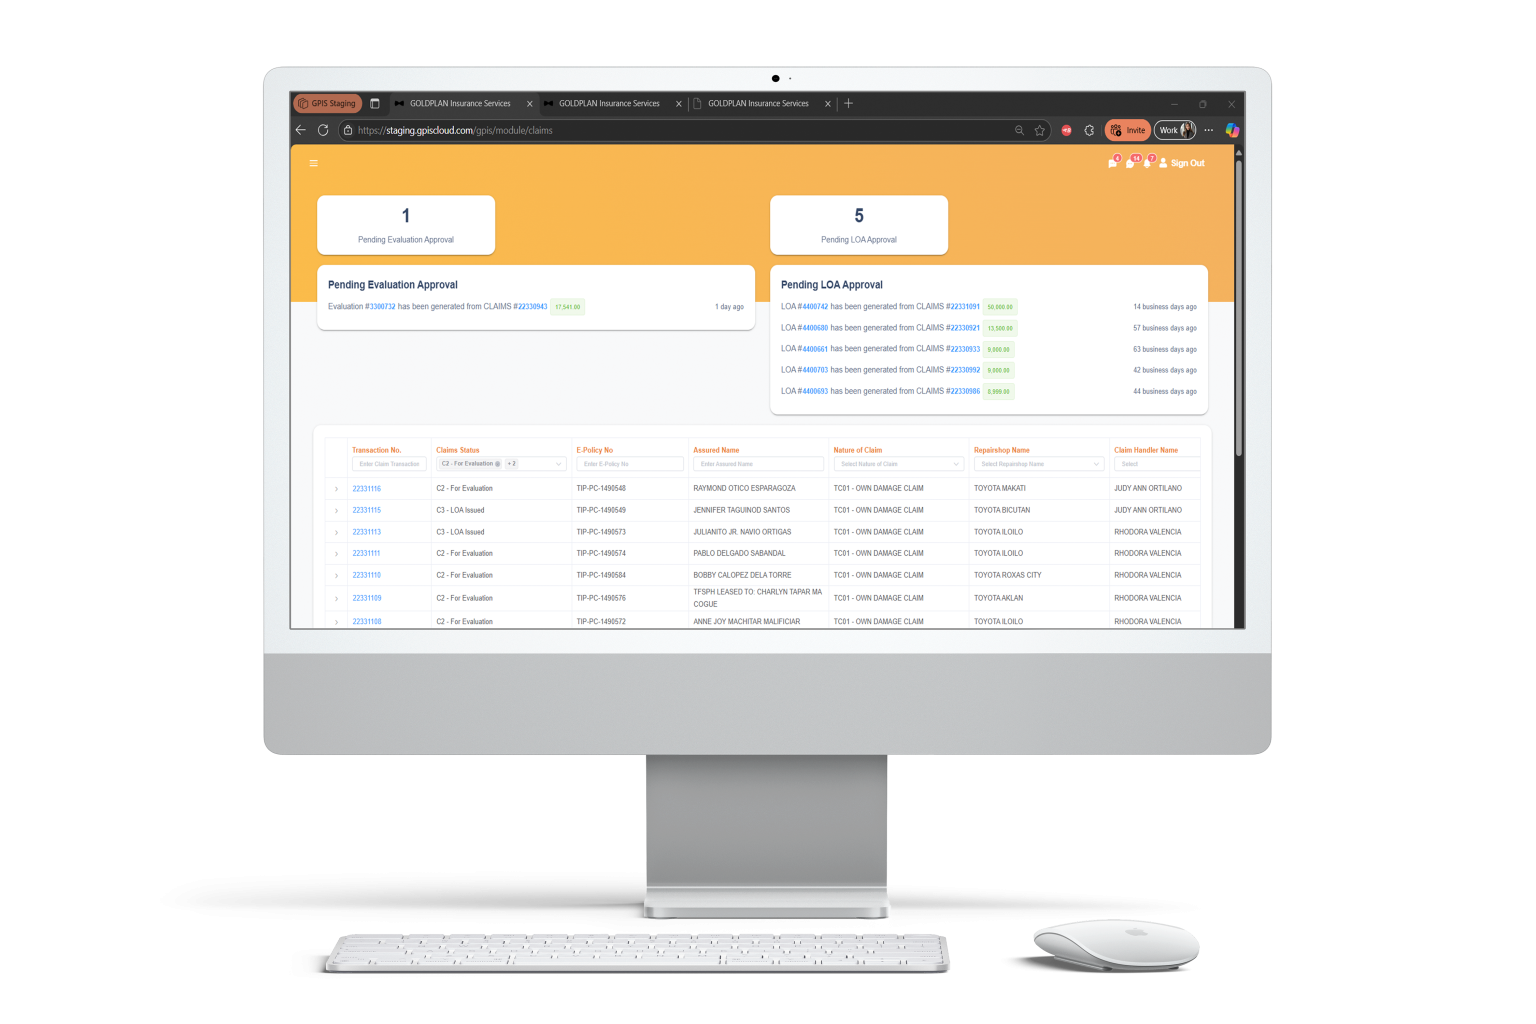 GPIS Staging
GOLDPLAN Insurance Services
GOLDPLAN Insurance Services
GOLDPLAN Insurance Services
https://staging.gpiscloud.com/gpis/module/claims
Invite
Work
4 14 7 Sign Out
1
Pending Evaluation Approval
5
Pending LOA Approval
Pending Evaluation Approval
Evaluation #3300732 has been generated from CLAIMS #22330943 17,541.00 1 day ago
Pending LOA Approval
LOA #4400742 has been generated from CLAIMS #22331091 50,000.00 14 business days ago
LOA #4400680 has been generated from CLAIMS #22330921 13,500.00 57 business days ago
LOA #4400661 has been generated from CLAIMS #22330933 9,000.00 63 business days ago
LOA #4400703 has been generated from CLAIMS #22330992 9,000.00 42 business days ago
LOA #4400693 has been generated from CLAIMS #22330986 8,999.00 44 business days ago
Transaction No. Claims Status E-Policy No Assured Name Nature of Claim Repairshop Name Claim Handler Name
Enter Claim Transaction C2 - For Evaluation + 2 Enter E-Policy No Enter Assured Name Select Nature of Claim Select Repairshop Name Select
22331116 C2 - For Evaluation TIP-PC-1490548 RAYMOND OTICO ESPARAGOZA TC01 - OWN DAMAGE CLAIM TOYOTA MAKATI JUDY ANN ORTILANO
22331115 C3 - LOA Issued TIP-PC-1490549 JENNIFER TAGUINOD SANTOS TC01 - OWN DAMAGE CLAIM TOYOTA BICUTAN JUDY ANN ORTILANO
22331113 C3 - LOA Issued TIP-PC-1490573 JULIANITO JR. NAVIO ORTIGAS TC01 - OWN DAMAGE CLAIM TOYOTA ILOILO RHODORA VALENCIA
22331111 C2 - For Evaluation TIP-PC-1490574 PABLO DELGADO SABANDAL TC01 - OWN DAMAGE CLAIM TOYOTA ILOILO RHODORA VALENCIA
22331110 C2 - For Evaluation TIP-PC-1490584 BOBBY CALOPEZ DELA TORRE TC01 - OWN DAMAGE CLAIM TOYOTA ROXAS CITY RHODORA VALENCIA
22331109 C2 - For Evaluation TIP-PC-1490576 TFSPH LEASED TO: CHARLYN TAPAR MA COGUE TC01 - OWN DAMAGE CLAIM TOYOTA AKLAN RHODORA VALENCIA
22331108 C2 - For Evaluation TIP-PC-1490572 ANNE JOY MACHITAR MALIFICIAR TC01 - OWN DAMAGE CLAIM TOYOTA ILOILO RHODORA VALENCIA